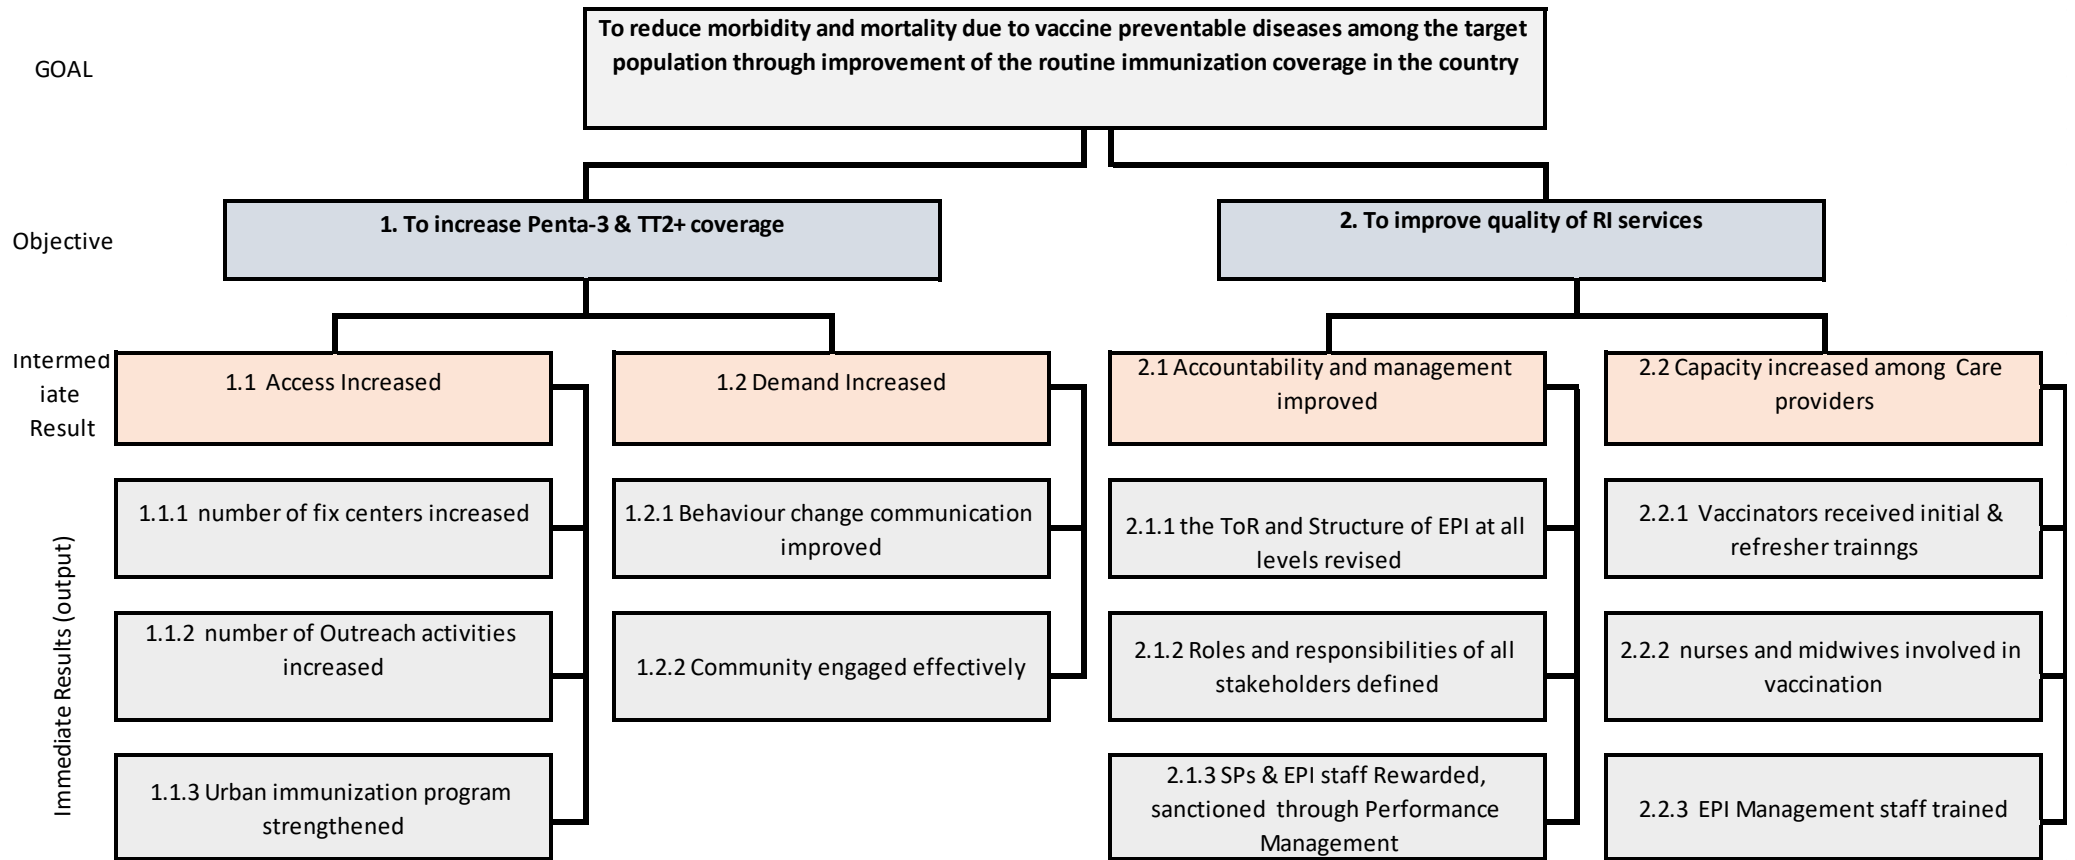 GOAL
To reduce morbidity and mortality due to vaccine preventable diseases among the target
population through improvement of the routine immunization coverage in the country
Objective
1. To increase Penta-3 & TT2+ coverage
2. To improve quality of RI services
Intermed
iate
Result
1.1 Access Increased
1.2 Demand Increased
2.1 Accountability and management
improved
2.2 Capacity increased among Care
providers
Immediate Results (output)
1.1.1 number of fix centers increased
1.2.1 Behaviour change communication
improved
2.1.1 the ToR and Structure of EPI at all
levels revised
2.2.1 Vaccinators received initial &
refresher trainngs
1.1.2 number of Outreach activities
increased
1.2.2 Community engaged effectively
2.1.2 Roles and responsibilities of all
stakeholders defined
2.2.2 nurses and midwives involved in
vaccination
1.1.3 Urban immunization program
strengthened
2.1.3 SPs & EPI staff Rewarded,
sanctioned through Performance
Management
2.2.3 EPI Management staff trained